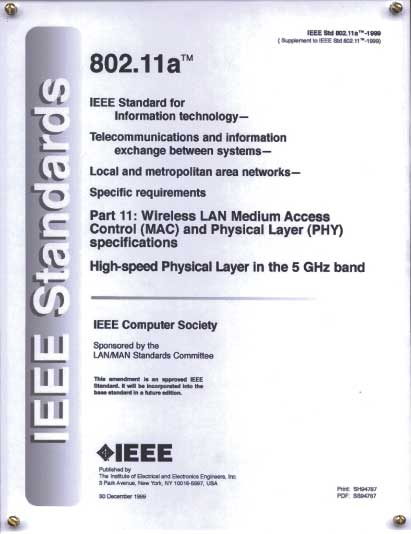 IEEE Std 802.11a™-1999
( Supplement to IEEE Std 802.11™-1999)
IEEE Standards
802.11a™
IEEE Standard for
Information technology—
Telecommunications and information
exchange between systems—
Local and metropolitan area networks—
Specific requirements
Part 11: Wireless LAN Medium Access
Control (MAC) and Physical Layer (PHY)
specifications
High-speed Physical Layer in the 5 GHz band
IEEE Computer Society
Sponsored by the
LAN/MAN Standards Committee
This amendment is an approved IEEE
Standard. It will be incorporated into the
base standard in a future edition.
IEEE
Published by
The Institute of Electrical and Electronics Engineers, Inc.
3 Park Avenue, New York, NY 10016-5997, USA
30 December 1999
Print: SH94787
PDF: SS94787